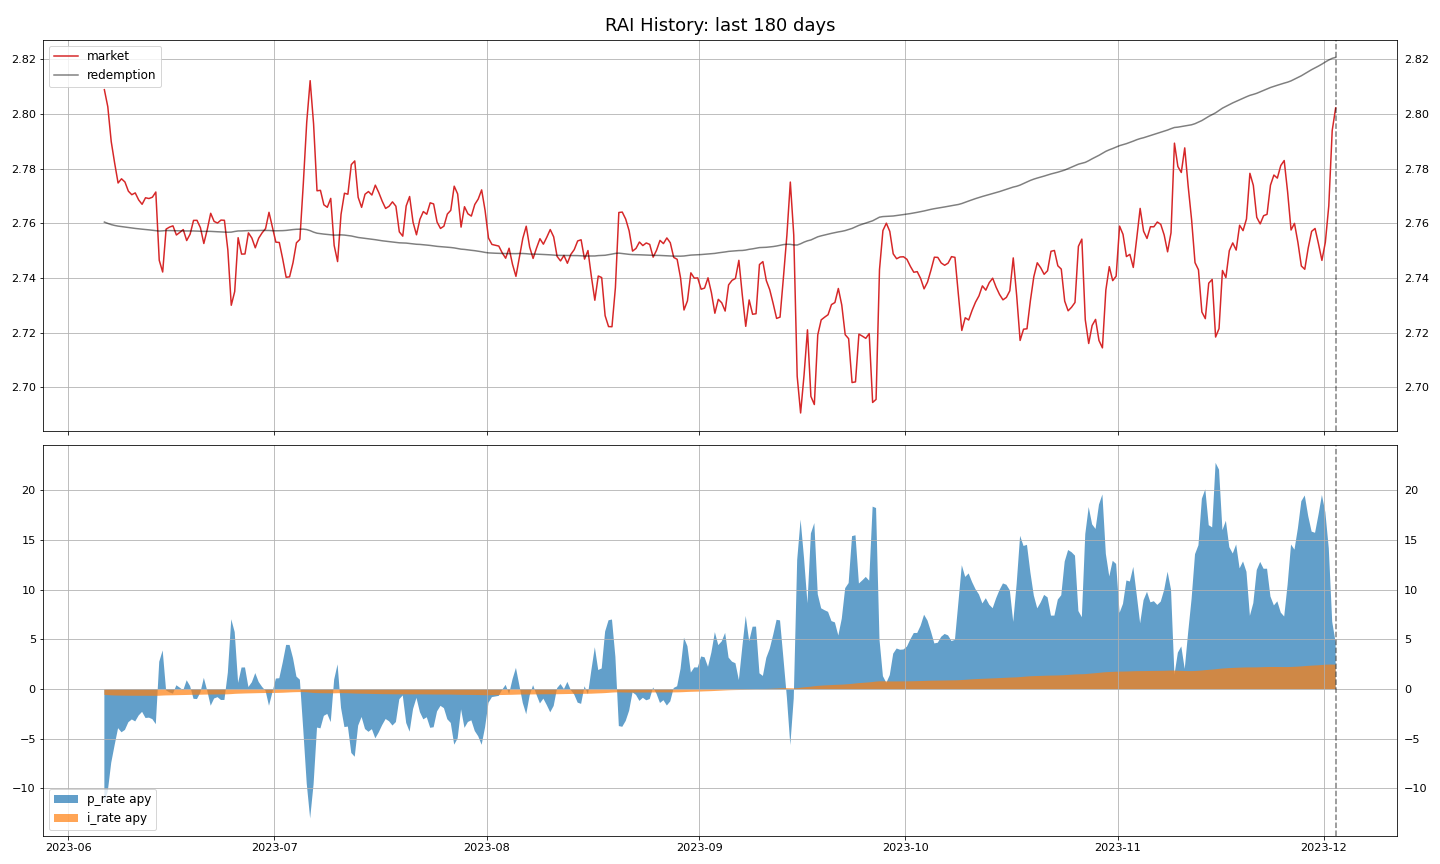 RAI History: last 180 days
market
redemption
2.82 2.82
2.80 2.80
2.78 2.78
2.76 2.76
2.74 2.74
2.72 2.72
2.70 2.70
20 20
15 15
10 10
5 5
0 0
−5 −5
−10 −10
p_rate apy
i_rate apy
2023-06 2023-07 2023-08 2023-09 2023-10 2023-11 2023-12